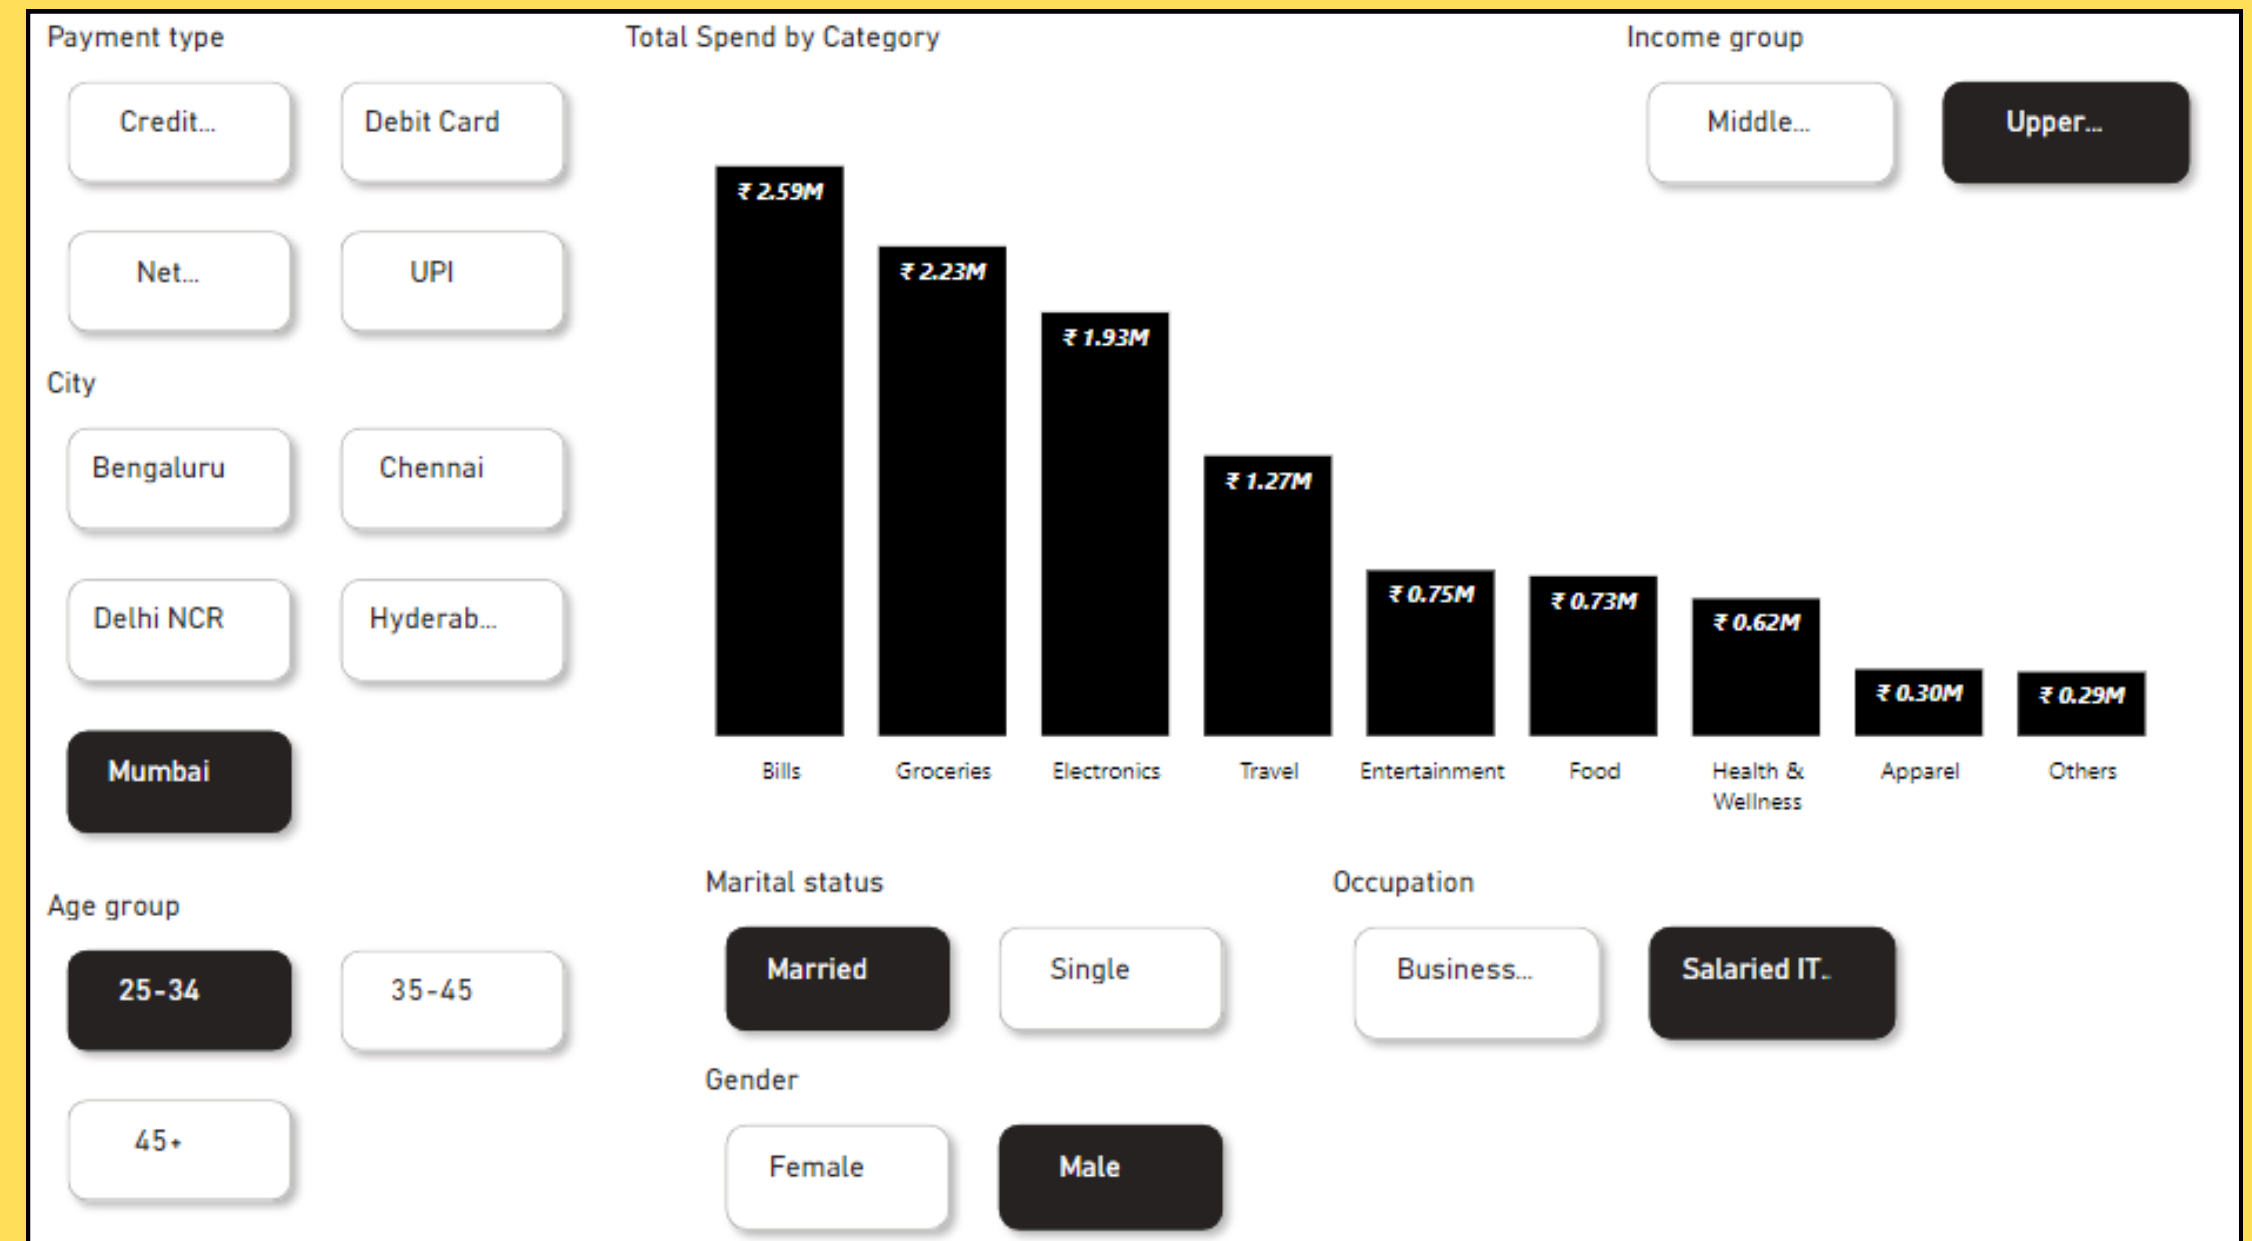 Payment type
Credit...
Debit Card
Net...
UPI
City
Bengaluru
Chennai
Delhi NCR
Hyderab...
Mumbai
Age group
25-34
35-45
45+
Total Spend by Category
₹ 2.59M
₹ 2.23M
₹ 1.93M
₹ 1.27M
₹ 0.75M
₹ 0.73M
₹ 0.62M
₹ 0.30M
₹ 0.29M
Bills
Groceries
Electronics
Travel
Entertainment
Food
Health &
Wellness
Apparel
Others
Income group
Middle...
Upper...
Marital status
Married
Single
Occupation
Business...
Salaried IT..
Gender
Female
Male